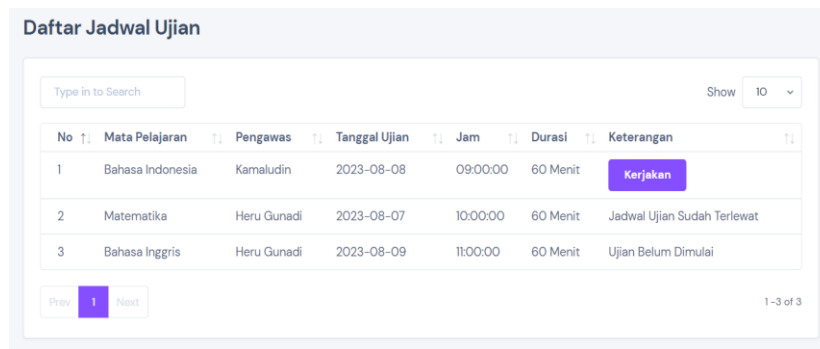 Daftar Jadwal Ujian
Type in to Search Show 10
No Mata Pelajaran Pengawas Tanggal Ujian Jam Durasi Keterangan
1 Bahasa Indonesia Kamaludin 2023-08-08 09:00:00 60 Menit Kerjakan
2 Matematika Heru Gunadi 2023-08-07 10:00:00 60 Menit Jadwal Ujian Sudah Terlewat
3 Bahasa Inggris Heru Gunadi 2023-08-09 11:00:00 60 Menit Ujian Belum Dimulai
Prev 1 Next 1-3 of 3